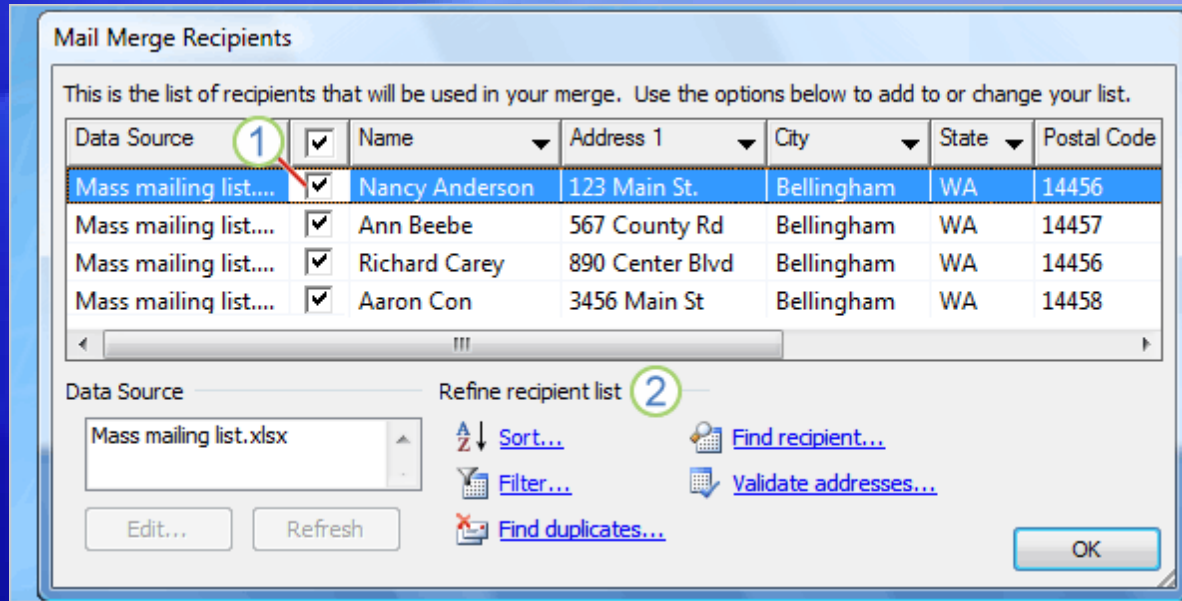 Mail Merge Recipients
This is the list of recipients that will be used in your merge. Use the options below to add to or change your list.
Data Source 1 Name Address 1 City State Postal Code
Mass mailing list.... Nancy Anderson 123 Main St. Bellingham WA 14456
Mass mailing list.... Ann Beebe 567 County Rd Bellingham WA 14457
Mass mailing list.... Richard Carey 890 Center Blvd Bellingham WA 14456
Mass mailing list.... Aaron Con 3456 Main St Bellingham WA 14458
Data Source Refine recipient list 2
Mass mailing list.xlsx Sort... Find recipient...
Filter... Validate addresses...
Edit... Refresh Find duplicates...
OK